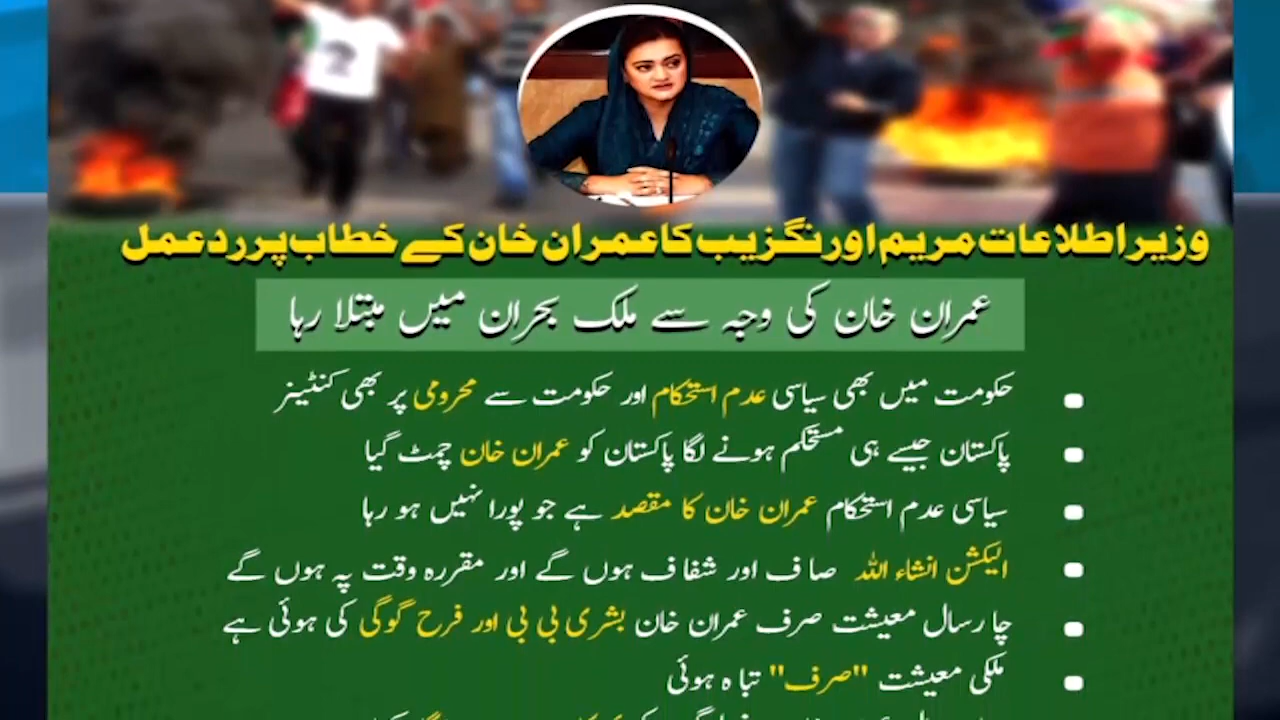 وزیر اطلاعات مریم اورنگزیب کا عمران خان کے خطاب پر رد عمل
عمران خان کی وجہ سے ملک بحران میں مبتلا رہا
حکومت میں بھی سیاسی عدم استحکام اور حکومت سے محرومی پر بھی کنٹینر
پاکستان جیسے ہی مستحکم ہونے لگا پاکستان کو عمران خان چمٹ گیا
سیاسی عدم استحکام عمران خان کا مقصد ہے جو پورا نہیں ہو رہا
الیکشن انشاء اللہ صاف اور شفاف ہوں گے اور مقررہ وقت پہ ہوں گے
چار سال معیشت صرف عمران خان بشری بی بی اور فرح گوگی کی ہوئی ہے
ملکی معیشت "صرف" تباہ ہوئی